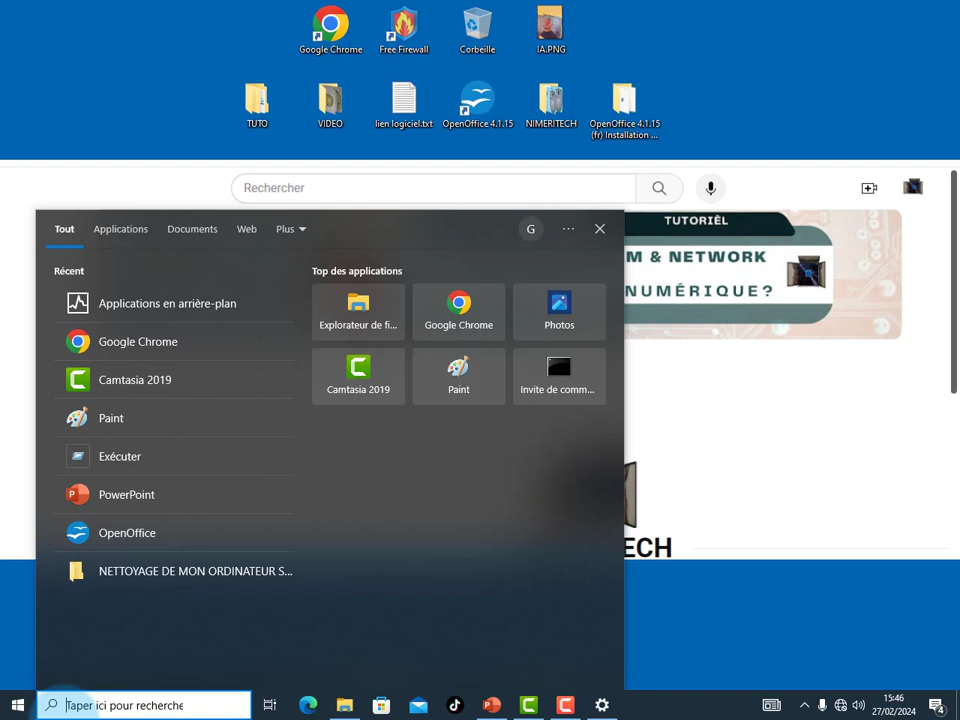 Google Chrome
Free Firewall
Corbeille
IA.PNG
TUTO
VIDEO
lien logiciel.txt
OpenOffice 4.1.15
NIMERITECH
OpenOffice 4.1.15
(fr) Installation ...
Rechercher
TUTORIÊL
M & NETWORK
NUMÉRIQUE?
Tout
Applications
Documents
Web
Plus
G
Récent
Applications en arrière-plan
Google Chrome
Camtasia 2019
Paint
Exécuter
PowerPoint
OpenOffice
NETTOYAGE DE MON ORDINATEUR S...
Top des applications
Explorateur de fi...
Google Chrome
Photos
Camtasia 2019
Paint
Invite de comm...
ECH
Taper ici pour recherche
15:46
27/02/2024
4